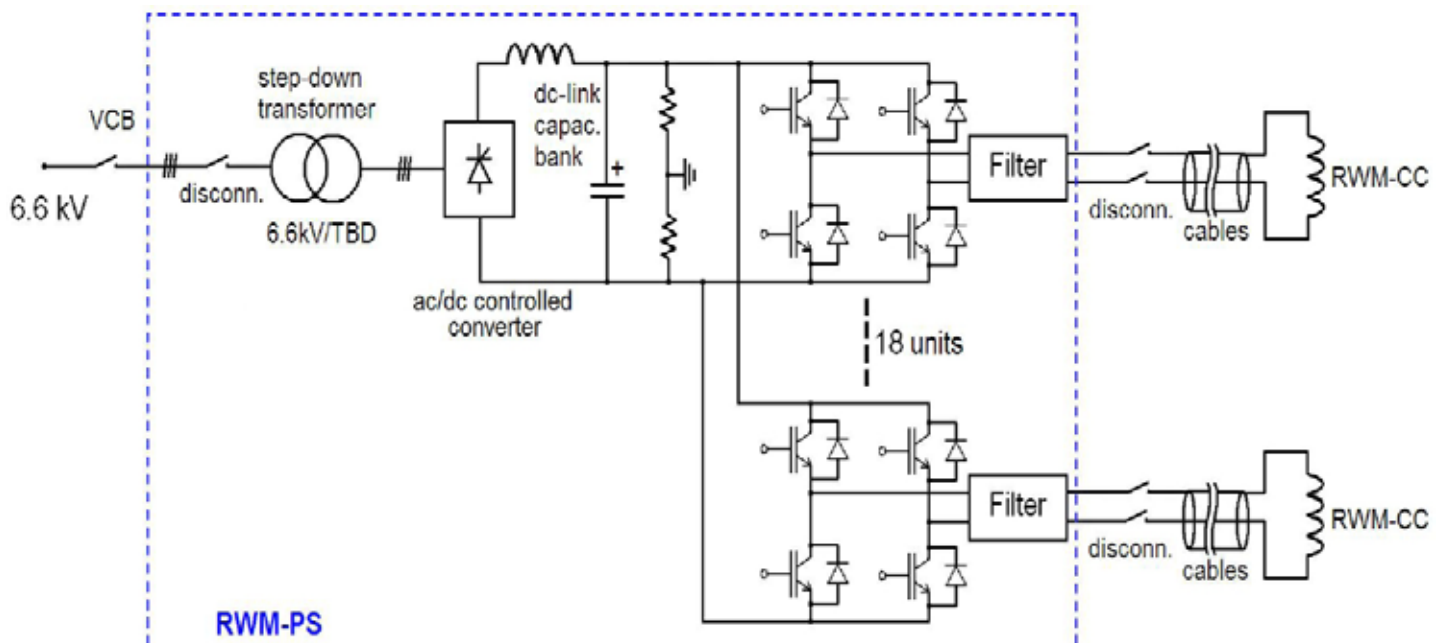 VCB
6.6 kV
disconn.
step-down
transformer
6.6kV/TBD
ac/dc controlled
converter
dc-link
capac.
bank
+
18 units
Filter
disconn.
cables
RWM-CC
Filter
disconn.
cables
RWM-CC
RWM-PS